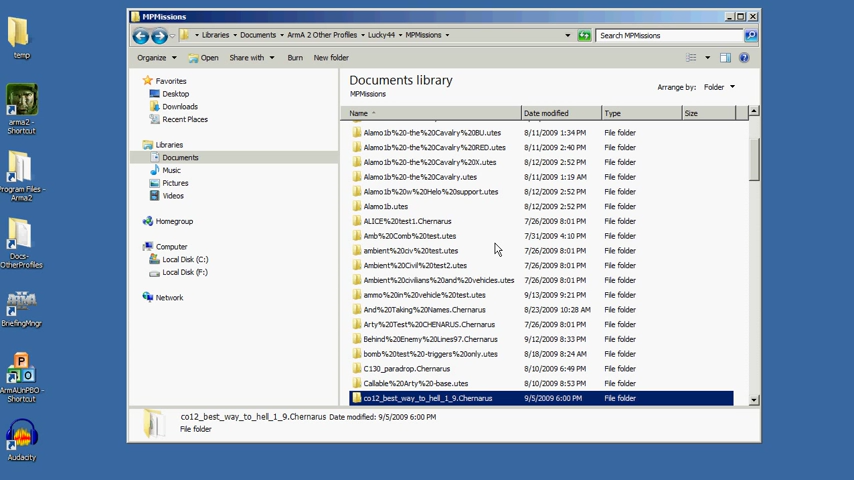 MPMissions
Libraries Documents ArmA 2 Other Profiles Lucky44 MPMissions Search MPMissions
Organize Open Share with Burn New folder
temp
arma2 - Shortcut
Program Files - Arma2
Docs-OtherProfiles
BriefingMngr
ArmAUnPBO - Shortcut
Audacity
Favorites
Desktop
Downloads
Recent Places
Libraries
Documents
Music
Pictures
Videos
Homegroup
Computer
Local Disk (C:)
Local Disk (F:)
Network
Documents library
MPMissions
Arrange by: Folder
Name Date modified Type Size
Alamo1b%20-the%20Cavalry%20BU.utes 8/11/2009 1:34 PM File folder
Alamo1b%20-the%20Cavalry%20RED.utes 8/11/2009 2:40 PM File folder
Alamo1b%20-the%20Cavalry%20X.utes 8/12/2009 2:52 PM File folder
Alamo1b%20-the%20Cavalry.utes 8/11/2009 1:19 AM File folder
Alamo1b%20w%20Helo%20support.utes 8/12/2009 2:52 PM File folder
Alamo1b.utes 8/12/2009 2:52 PM File folder
ALICE%20test1.Chernarus 7/26/2009 8:01 PM File folder
Amb%20Comb%20test.utes 7/31/2009 4:10 PM File folder
ambient%20civ%20test.utes 7/26/2009 8:01 PM File folder
Ambient%20Civil%20test2.utes 7/26/2009 8:01 PM File folder
Ambient%20civilians%20and%20vehicles.utes 7/26/2009 8:01 PM File folder
ammo%20in%20vehicle%20test.utes 9/13/2009 9:21 PM File folder
And%20Taking%20Names.Chernarus 8/23/2009 10:28 AM File folder
Arty%20Test%20CHENARUS.Chernarus 7/26/2009 8:01 PM File folder
Behind%20Enemy%20Lines97.Chernarus 9/12/2009 8:33 PM File folder
bomb%20test%20-triggers%20only.utes 8/18/2009 8:24 AM File folder
C130_paradrop.Chernarus 8/10/2009 6:49 PM File folder
Callable%20Arty-base.utes 8/10/2009 8:53 PM File folder
co12_best_way_to_hell_1_9.Chernarus 9/5/2009 6:00 PM File folder
co12_best_way_to_hell_1_9.Chernarus Date modified: 9/5/2009 6:00 PM
File folder